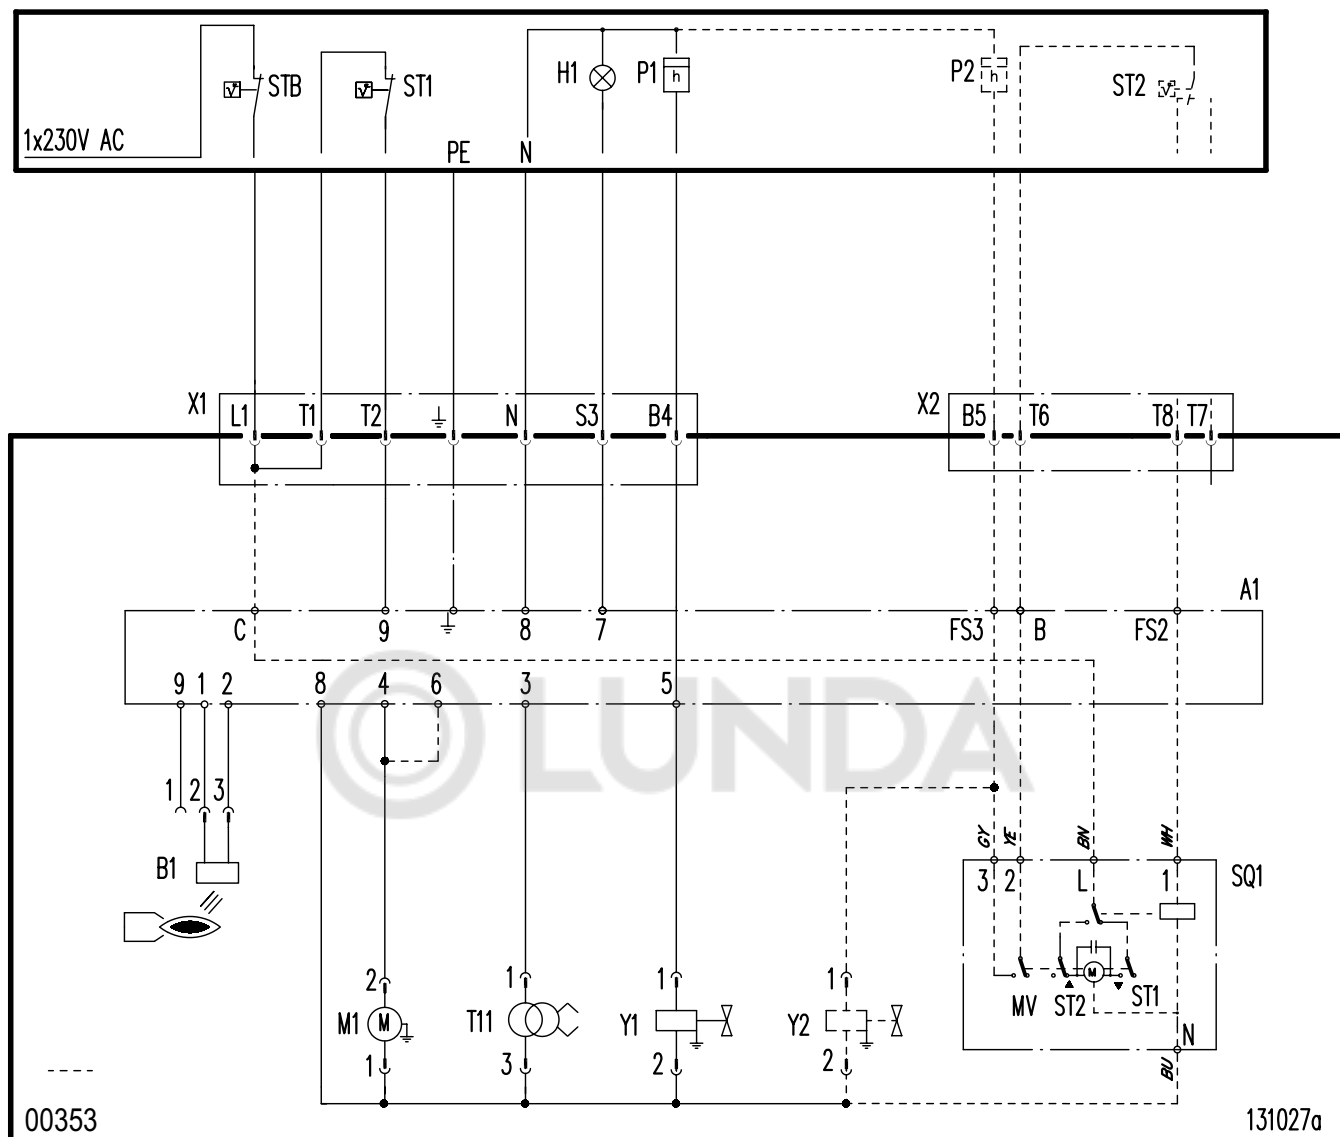 H1 P1 P2
STB ST1 ST2
h h
1x230V AC
PE N
X1 L1 T1 T2 N S3 B4 X2 B5 T6 T8 T7
A1
C 9 8 7 FS3 B FS2
9 1 2 8 4 6 3 5
LUNDA
1 2 3
GY YE BN WH
B1
3 2 L 1 SQ1
M
2 1 1 1
MV ST2 ST1
M1 M T11 Y1 Y2
N
1 3 2 2 BU
00353 131027a